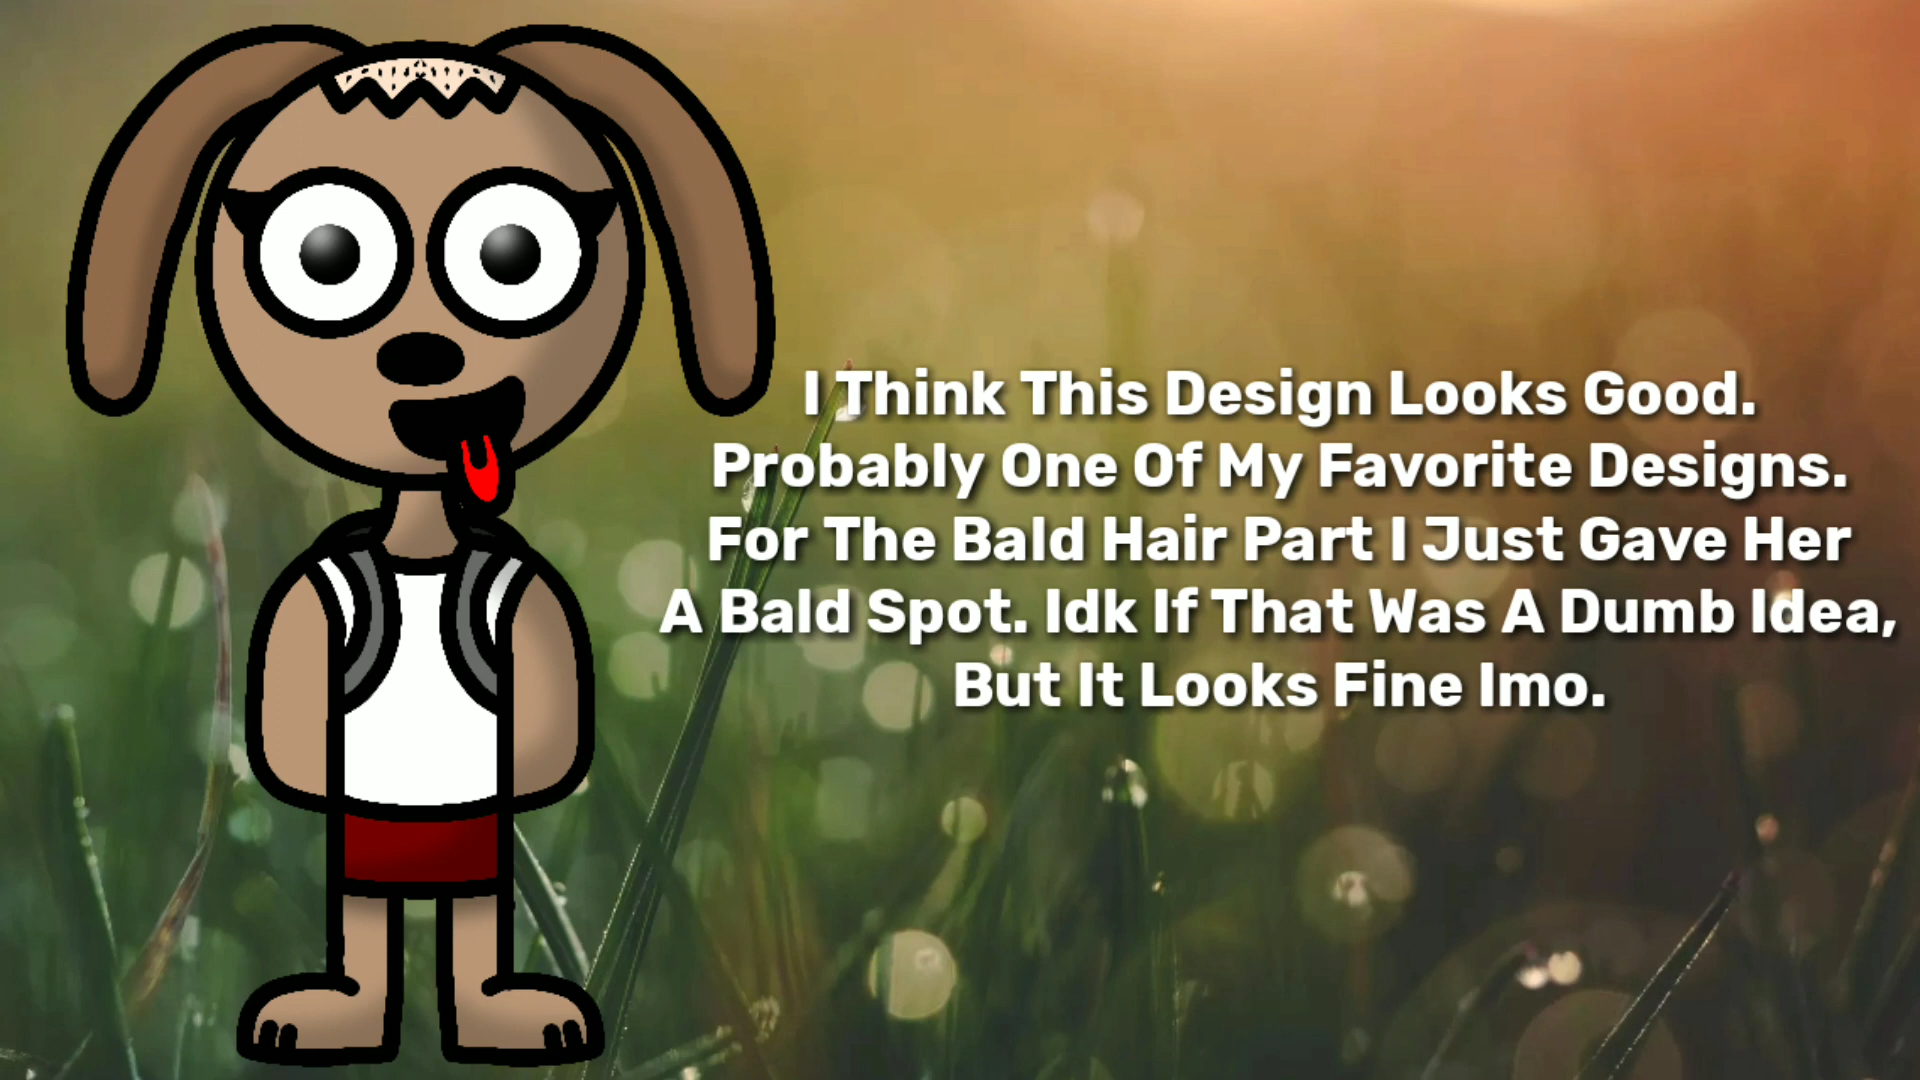 I Think This Design Looks Good.
Probably One Of My Favorite Designs.
For The Bald Hair Part I Just Gave Her
A Bald Spot. Idk If That Was A Dumb Idea,
But It Looks Fine Imo.